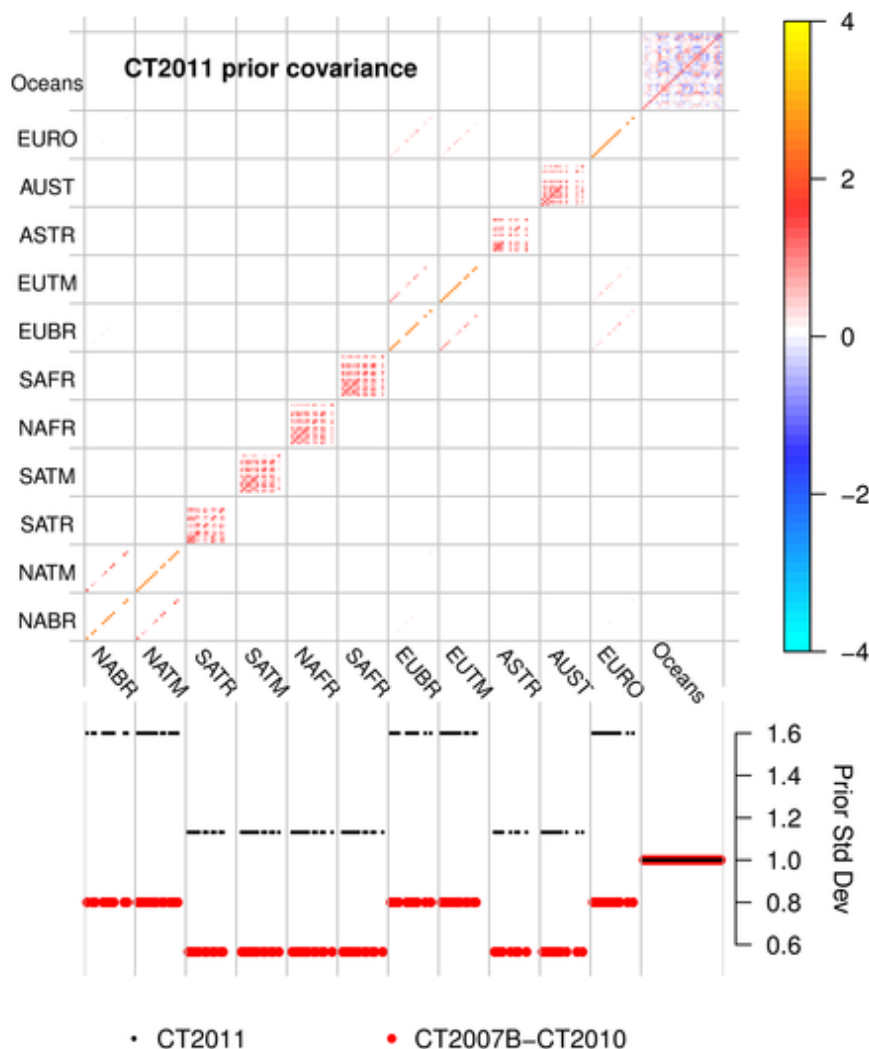 CT2011 prior covariance
4
2
0
−2
−4
Oceans
EURO
AUST
ASTR
EUTM
EUBR
SAFR
NAFR
SATM
SATR
NATM
NABR
NABR
NATM
SATR
SATM
NAFR
SAFR
EUBR
EUTM
ASTR
AUST
EURO
Oceans
1.6
1.4
1.2
1.0
0.8
0.6
Prior Std Dev
CT2011
CT2007B−CT2010